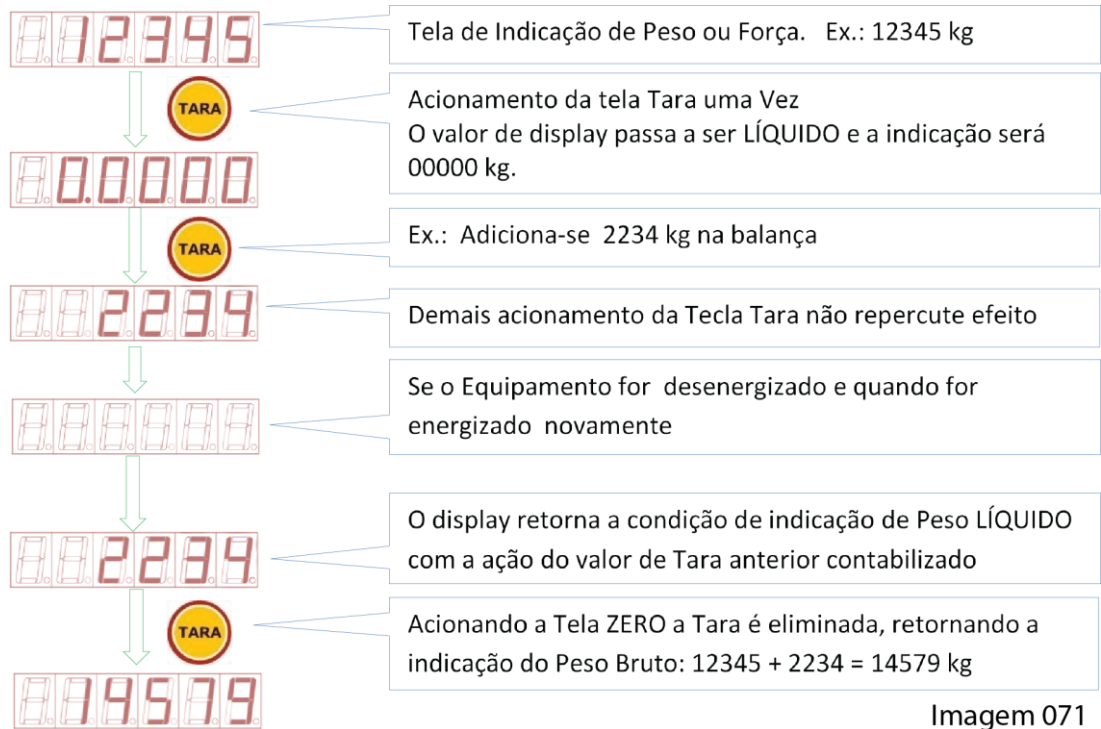 12345
Tela de Indicação de Peso ou Força. Ex.: 12345 kg
TARA
Acionamento da tela Tara uma Vez
O valor de display passa a ser LÍQUIDO e a indicação será
00000 kg.
0.0000
TARA
Ex.: Adiciona-se 2234 kg na balança
2234
Demais acionamento da Tecla Tara não repercute efeito
Se o Equipamento for desenergizado e quando for
energizado novamente
2234
O display retorna a condição de indicação de Peso LÍQUIDO
com a ação do valor de Tara anterior contabilizado
TARA
Acionando a Tela ZERO a Tara é eliminada, retornando a
indicação do Peso Bruto: 12345 + 2234 = 14579 kg
14579
Imagem 071